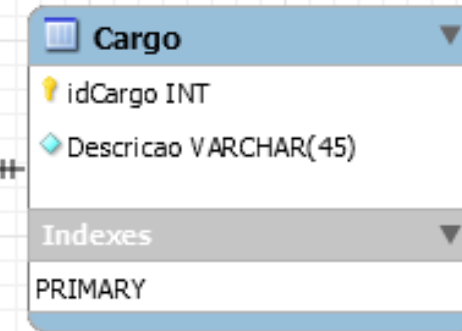 Cargo
idCargo INT
Descricao VARCHAR(45)
Indexes
PRIMARY